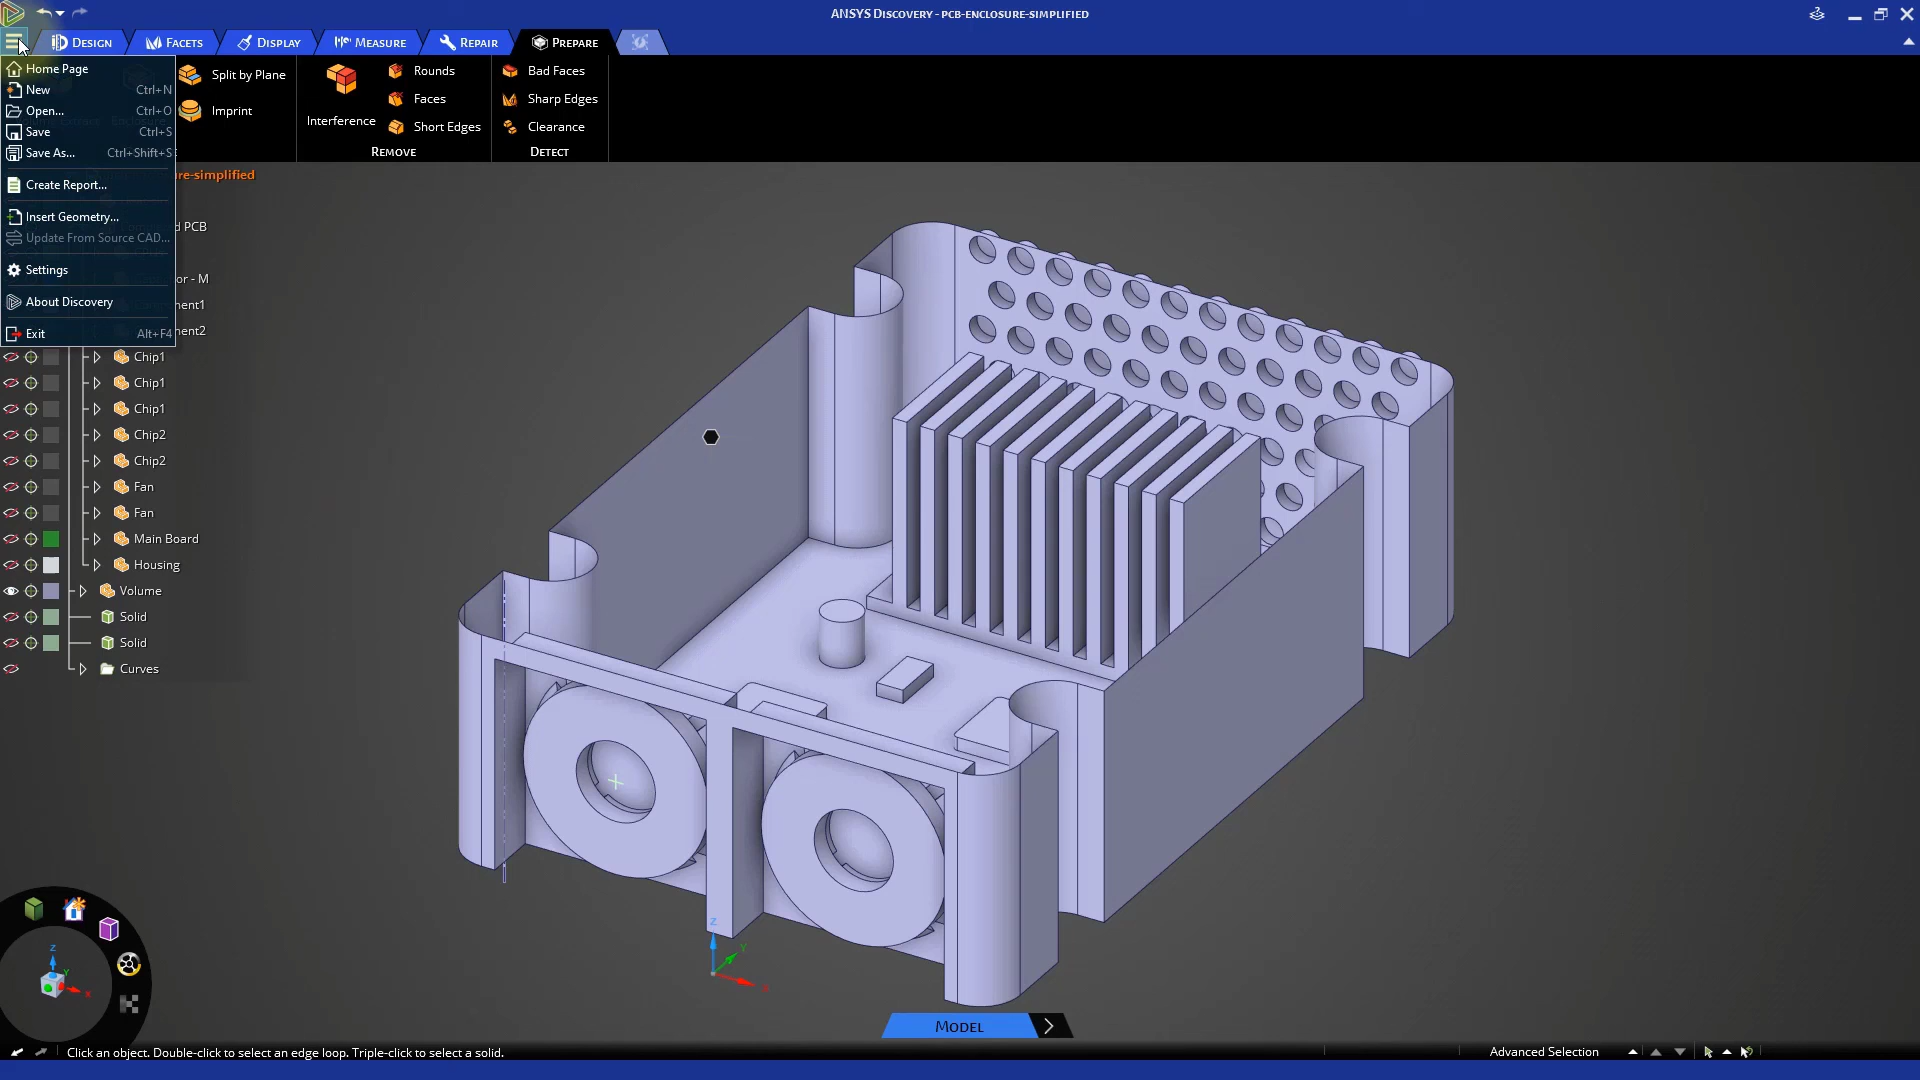 ANSYS DISCOVERY - PCB-ENCLOSURE-SIMPLIFIED
DESIGN
FACETS
DISPLAY
MEASURE
REPAIR
PREPARE
Home Page
New Ctrl+N
Open... Ctrl+O
Save Ctrl+S
Save As... Ctrl+Shift+S
Create Report...
Insert Geometry...
Update From Source CAD...
Settings
About Discovery
Exit Alt+F4
Split by Plane
Imprint
Interference
Rounds
Faces
Short Edges
REMOVE
Bad Faces
Sharp Edges
Clearance
DETECT
re-simplified
d PCB
or - M
nent1
nent2
Chip1
Chip1
Chip1
Chip2
Chip2
Fan
Fan
Main Board
Housing
Volume
Solid
Solid
Curves
Z
Y
X
Z
Y
X
MODEL
Click an object. Double-click to select an edge loop. Triple-click to select a solid.
Advanced Selection